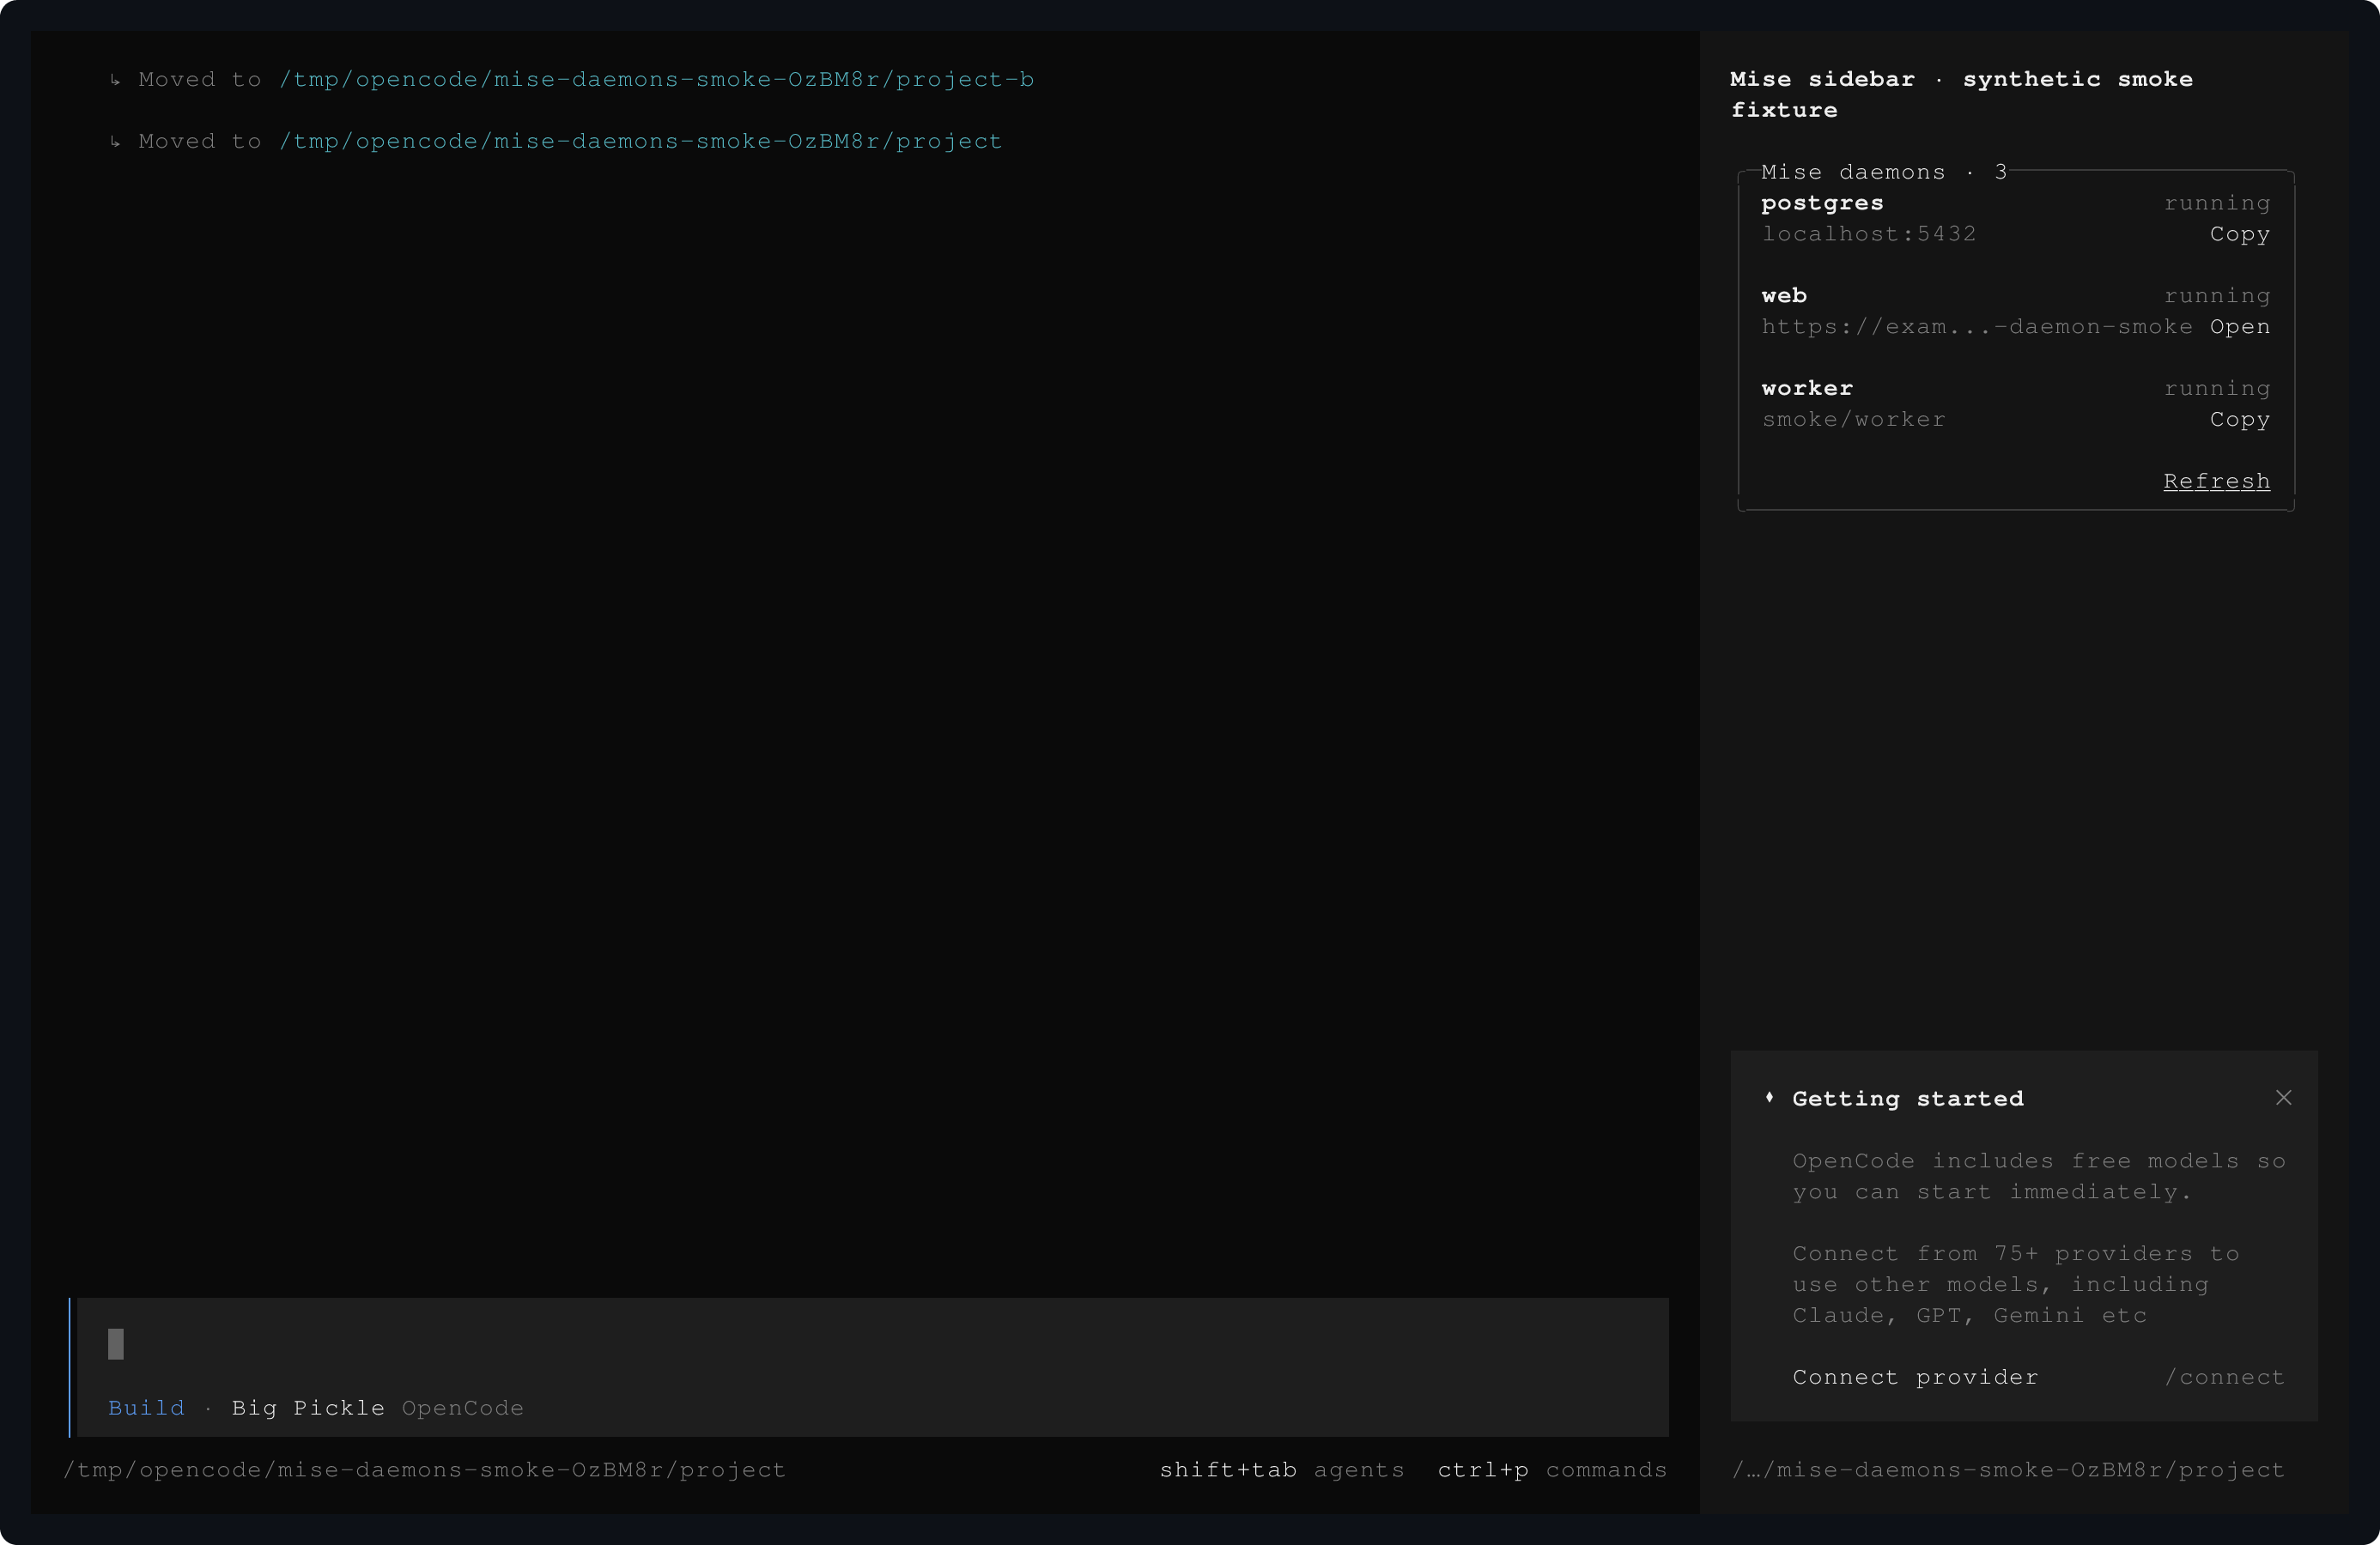 ↳ Moved to /tmp/opencode/mise-daemons-smoke-OzBM8r/project-b
↳ Moved to /tmp/opencode/mise-daemons-smoke-OzBM8r/project
Build · Big Pickle OpenCode
/tmp/opencode/mise-daemons-smoke-OzBM8r/project shift+tab agents ctrl+p commands
Mise sidebar · synthetic smoke
fixture
Mise daemons · 3
postgres running
localhost:5432 Copy
web running
https://exam...-daemon-smoke Open
worker running
smoke/worker Copy
Refresh
Getting started
OpenCode includes free models so
you can start immediately.
Connect from 75+ providers to
use other models, including
Claude, GPT, Gemini etc
Connect provider /connect
/…/mise-daemons-smoke-OzBM8r/project